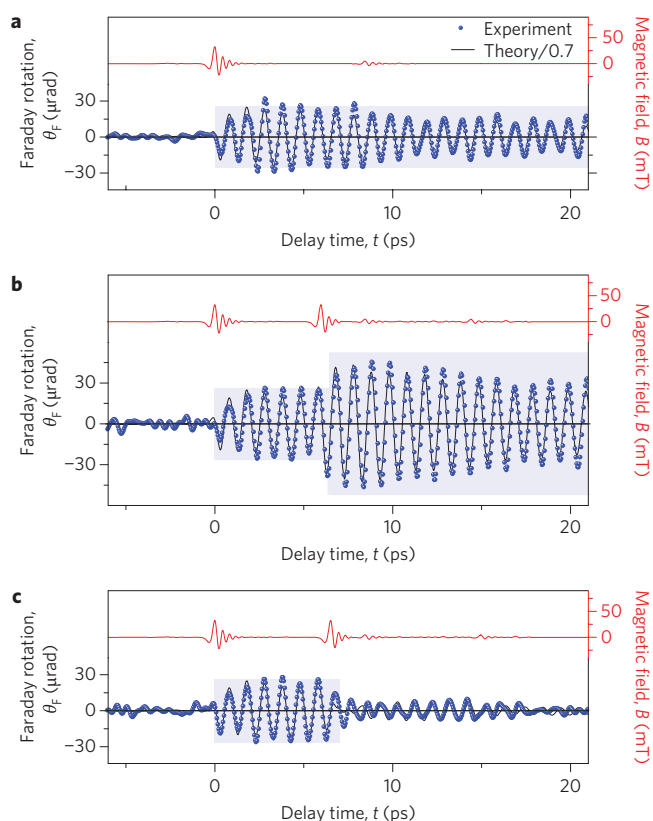 a
Experiment
Theory/0.7
50
0
Magnetic field, B
(mT)
Faraday rotation,
θF (μrad)
30
0
−30
0
10
20
Delay time, t (ps)
b
50
0
Magnetic field, B
(mT)
Faraday rotation,
θF (μrad)
30
0
−30
0
10
20
Delay time, t (ps)
c
50
0
Magnetic field, B
(mT)
Faraday rotation,
θF (μrad)
30
0
−30
0
10
20
Delay time, t (ps)